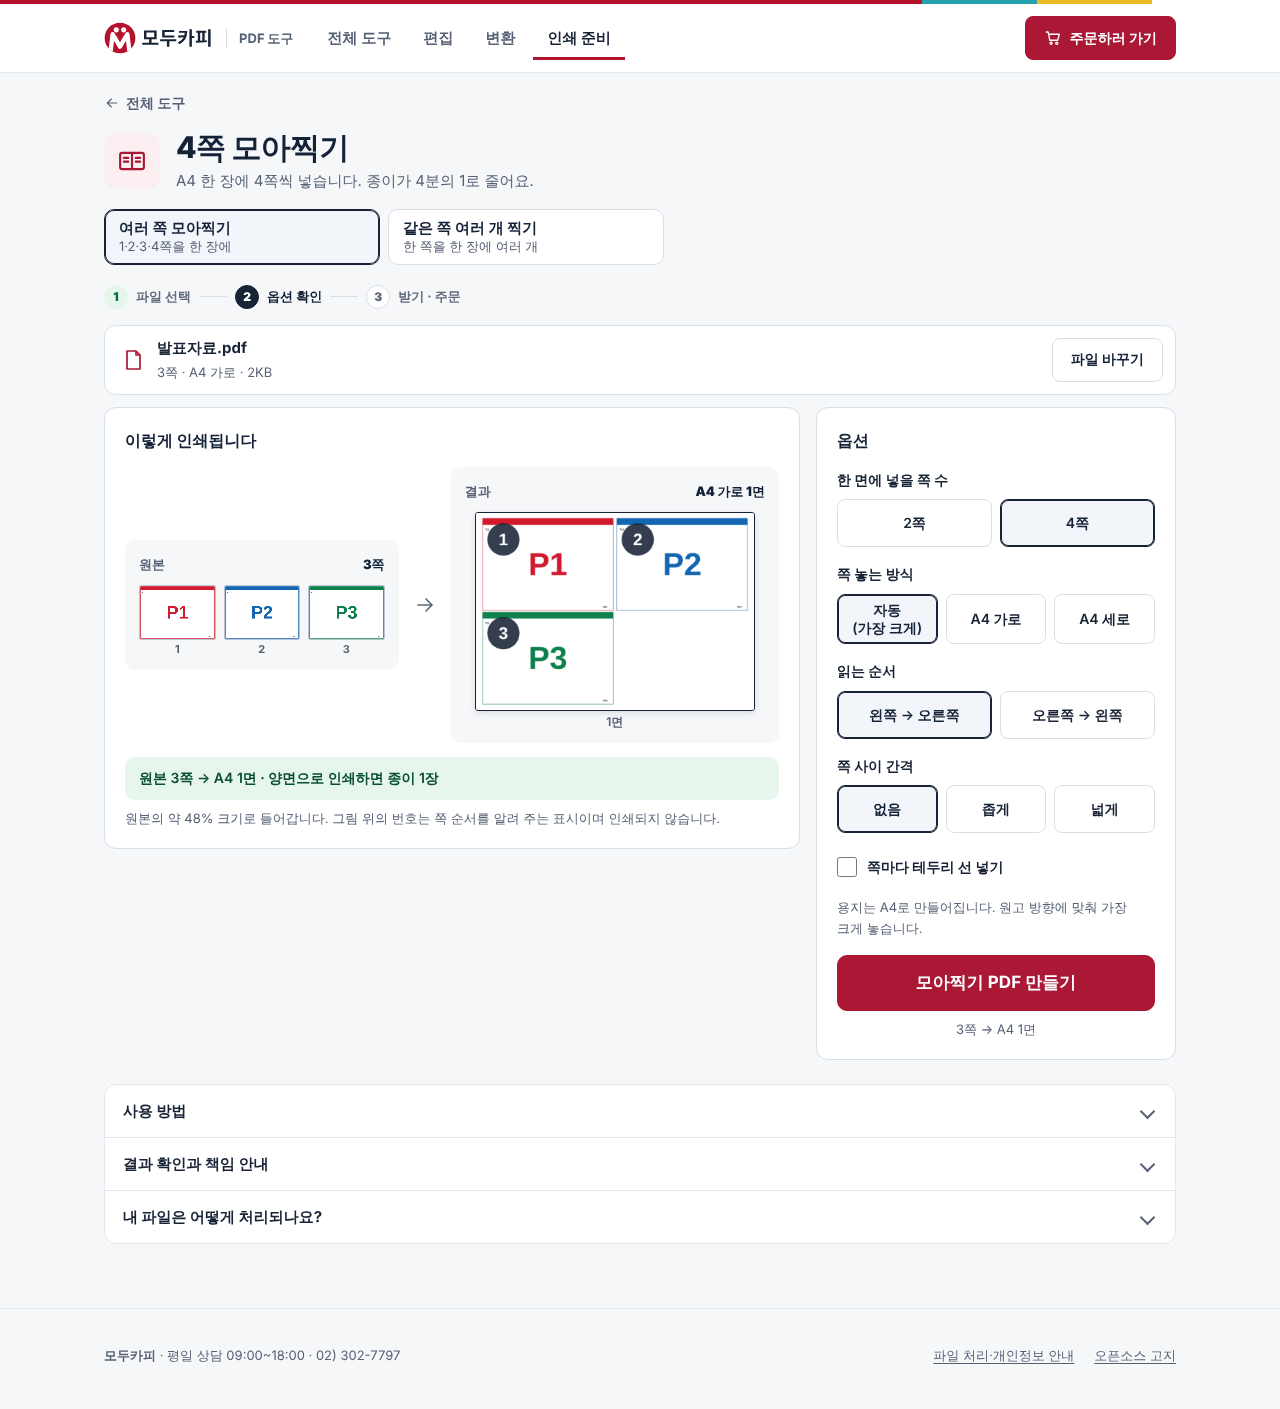 모두카피
PDF 도구
전체 도구
편집
변환
인쇄 준비
주문하러 가기
← 전체 도구
4쪽 모아찍기
A4 한 장에 4쪽씩 넣습니다. 종이가 4분의 1로 줄어요.
여러 쪽 모아찍기
1·2·3·4쪽을 한 장에
같은 쪽 여러 개 찍기
한 쪽을 한 장에 여러 개
1 파일 선택
2 옵션 확인
3 받기 · 주문
발표자료.pdf
3쪽 · A4 가로 · 2KB
파일 바꾸기
이렇게 인쇄됩니다
원본 3쪽
P1 P2 P3
1 2 3
→
결과 A4 가로 1면
1 P1
2 P2
3 P3
1면
원본 3쪽 → A4 1면 · 양면으로 인쇄하면 종이 1장
원본의 약 48% 크기로 들어갑니다. 그림 위의 번호는 쪽 순서를 알려 주는 표시이며 인쇄되지 않습니다.
옵션
한 면에 넣을 쪽 수
2쪽 4쪽
쪽 놓는 방식
자동
(가장 크게)
A4 가로
A4 세로
읽는 순서
왼쪽 → 오른쪽
오른쪽 → 왼쪽
쪽 사이 간격
없음 좁게 넓게
쪽마다 테두리 선 넣기
용지는 A4로 만들어집니다. 원고 방향에 맞춰 가장
크게 놓습니다.
모아찍기 PDF 만들기
3쪽 → A4 1면
사용 방법
결과 확인과 책임 안내
내 파일은 어떻게 처리되나요?
모두카피 · 평일 상담 09:00~18:00 · 02) 302-7797
파일 처리·개인정보 안내
오픈소스 고지